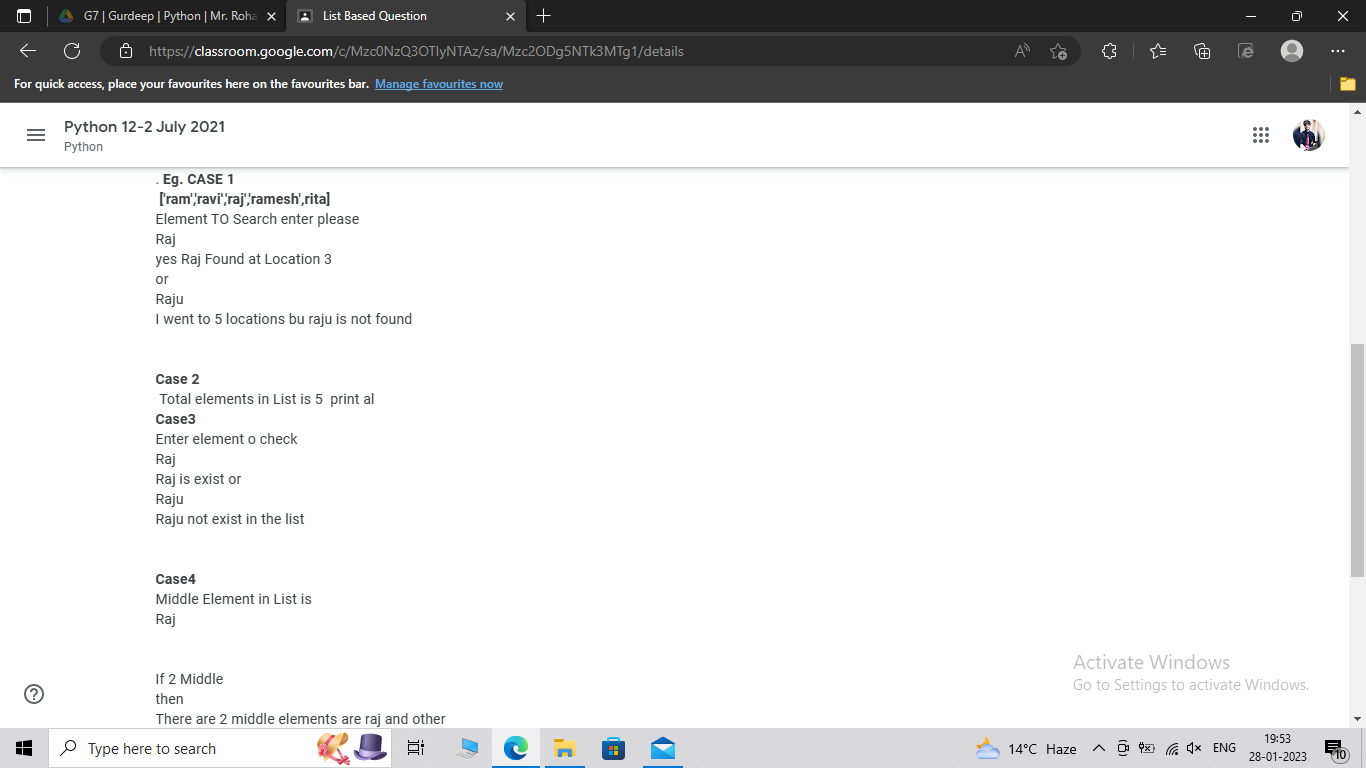 G7 | Gurdeep | Python | Mr. Roha
List Based Question
https://classroom.google.com/c/Mzc0NzQ3OTIyNTAz/sa/Mzc2ODg5NTk3MTg1/details
For quick access, place your favourites here on the favourites bar. Manage favourites now
Python 12-2 July 2021
Python
. Eg. CASE 1
['ram','ravi','raj','ramesh',rita]
Element TO Search enter please
Raj
yes Raj Found at Location 3
or
Raju
I went to 5 locations bu raju is not found
Case 2
Total elements in List is 5 print al
Case3
Enter element o check
Raj
Raj is exist or
Raju
Raju not exist in the list
Case4
Middle Element in List is
Raj
If 2 Middle
then
There are 2 middle elements are raj and other
Activate Windows
Go to Settings to activate Windows.
Type here to search
14°C Haze
ENG
19:53
28-01-2023
10